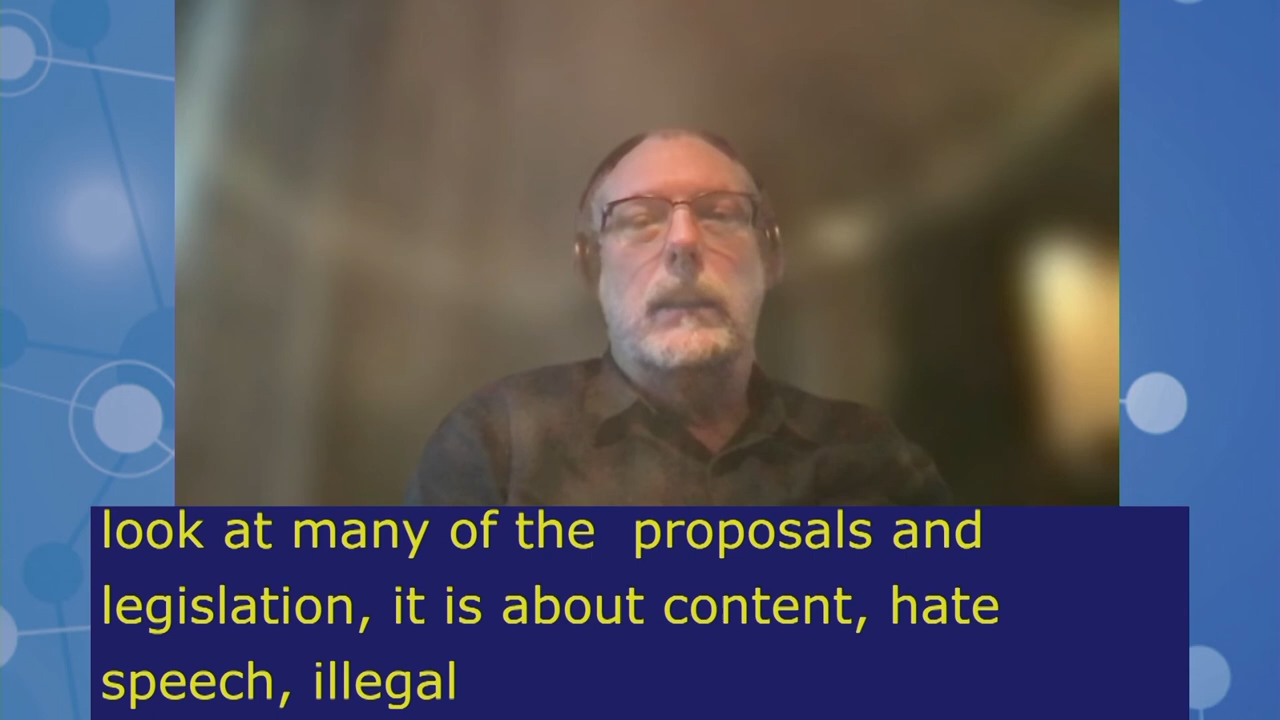 look at many of the  proposals and
legislation, it is about content, hate
speech, illegal